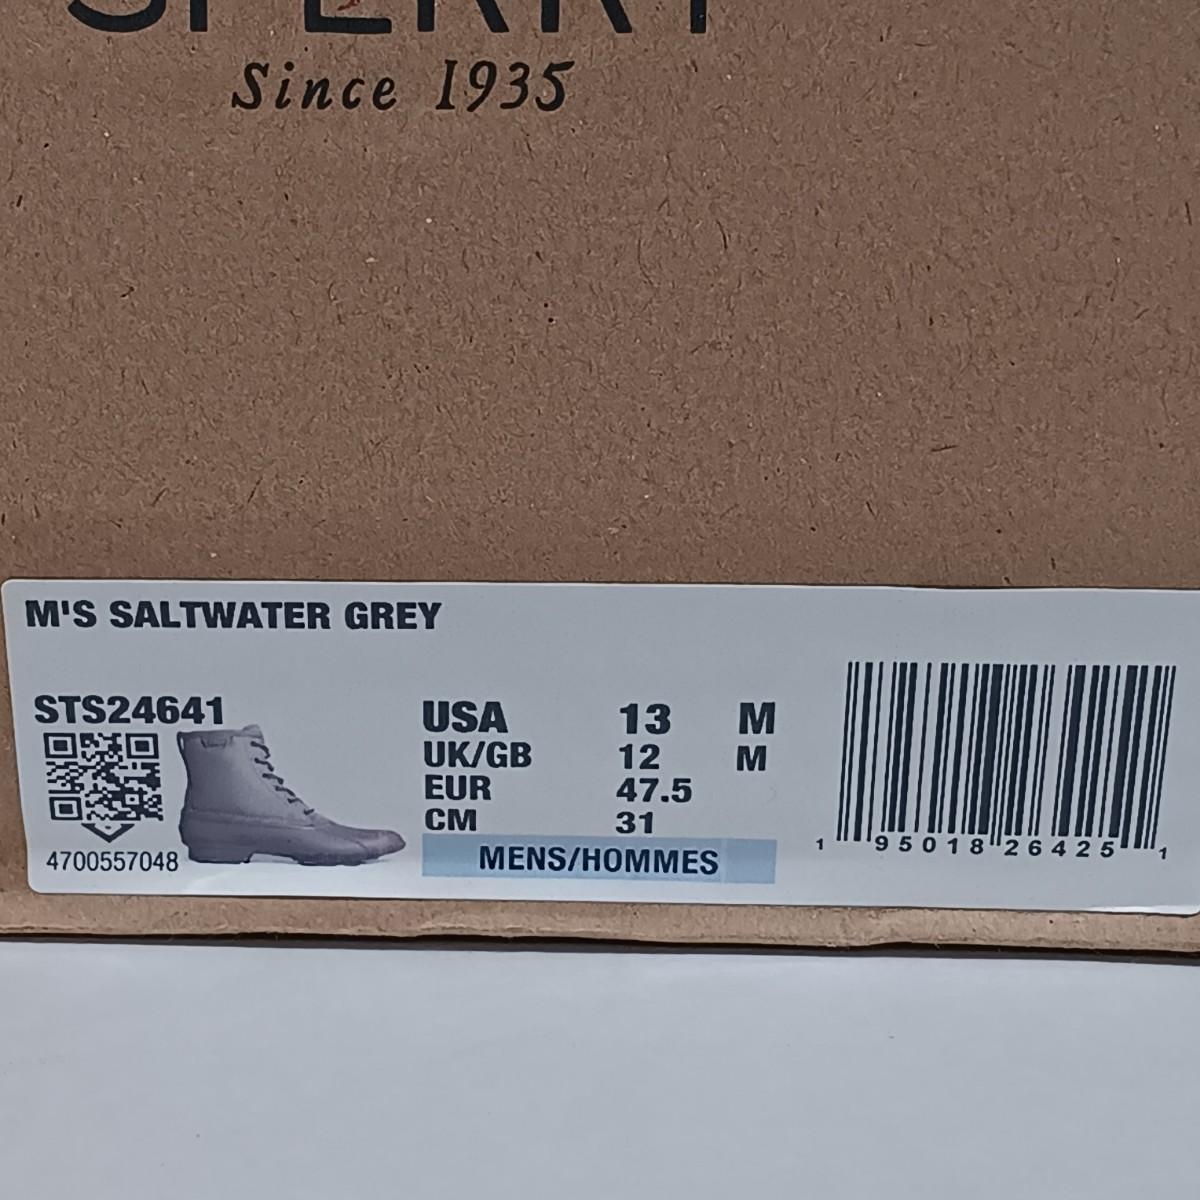 SPERRY
Since 1935
M'S SALTWATER GREY
STS24641
4700557048
USA 13 M
UK/GB 12 M
EUR 47.5
CM 31
MENS/HOMMES
1 95018 26425 1